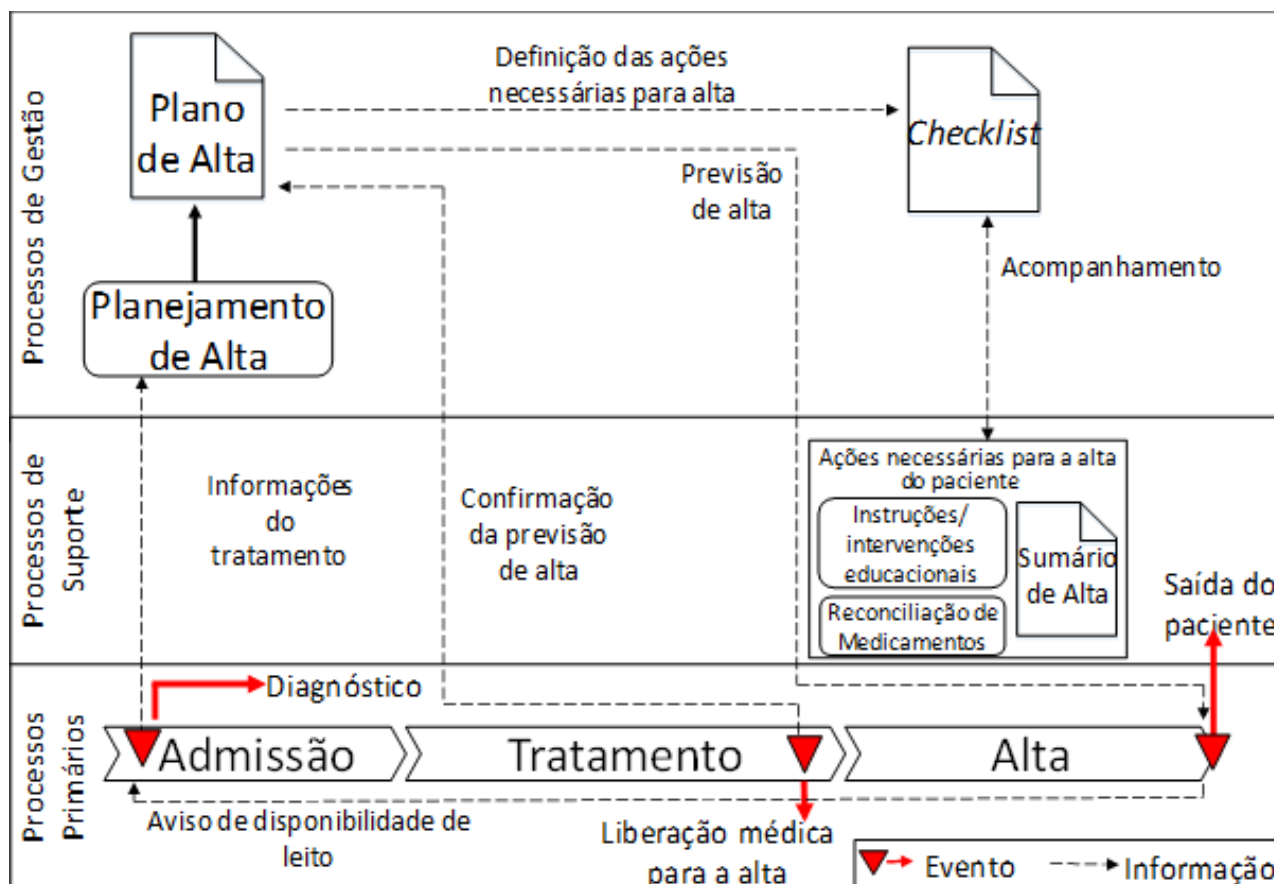 Processos de Gestão
Plano
de Alta
Definição das ações
necessárias para alta
Checklist
Previsão
de alta
Planejamento
de Alta
Acompanhamento
Processos de
Suporte
Informações
do
tratamento
Confirmação
da previsão
de alta
Ações necessárias para a alta
do paciente
Instruções/
intervenções
educacionais
Reconciliação de
Medicamentos
Sumário
de Alta
Saída do
paciente
Processos
Primários
Diagnóstico
Admissão
Tratamento
Alta
Aviso de disponibilidade de
leito
Liberação médica
para a alta
Evento
Informação